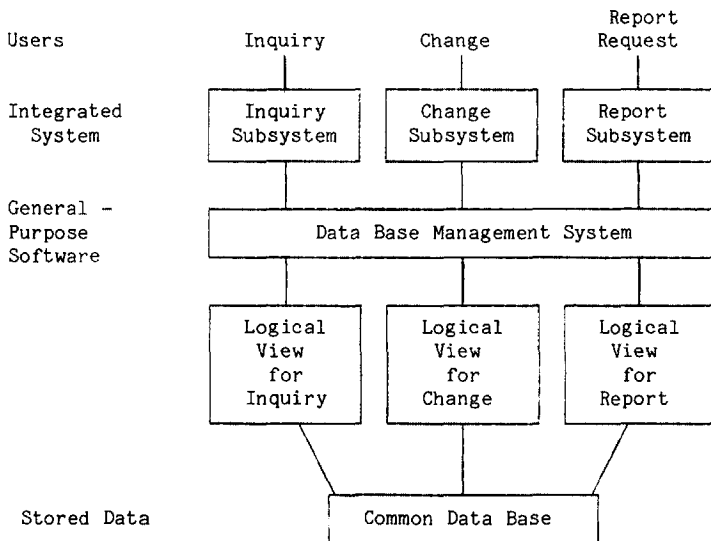 Users
Inquiry
Change
Report
Request
Integrated
System
Inquiry
Subsystem
Change
Subsystem
Report
Subsystem
General -
Purpose
Software
Data Base Management System
Logical
View
for
Inquiry
Logical
View
for
Change
Logical
View
for
Report
Stored Data
Common Data Base